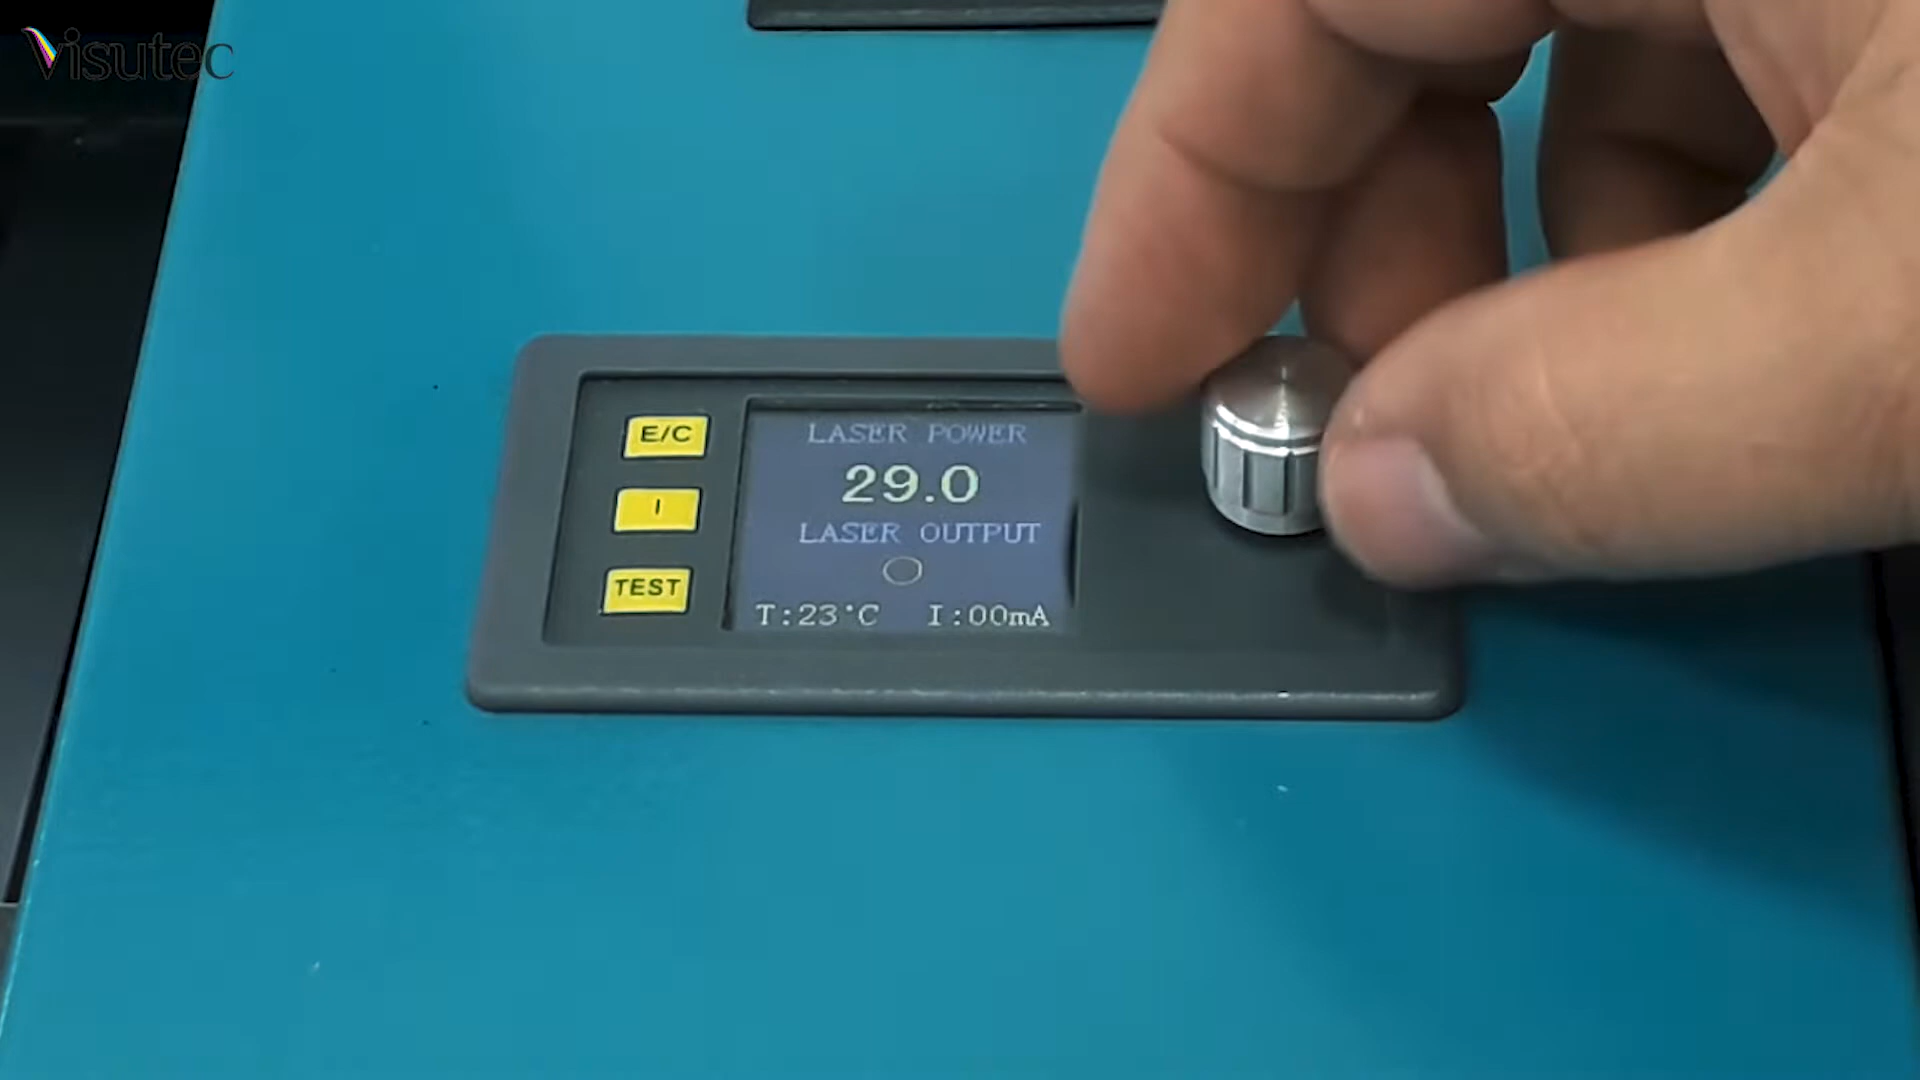 Visutec
E/C
I
TEST
LASER POWER
29.0
LASER OUTPUT
T:23°C I:00mA